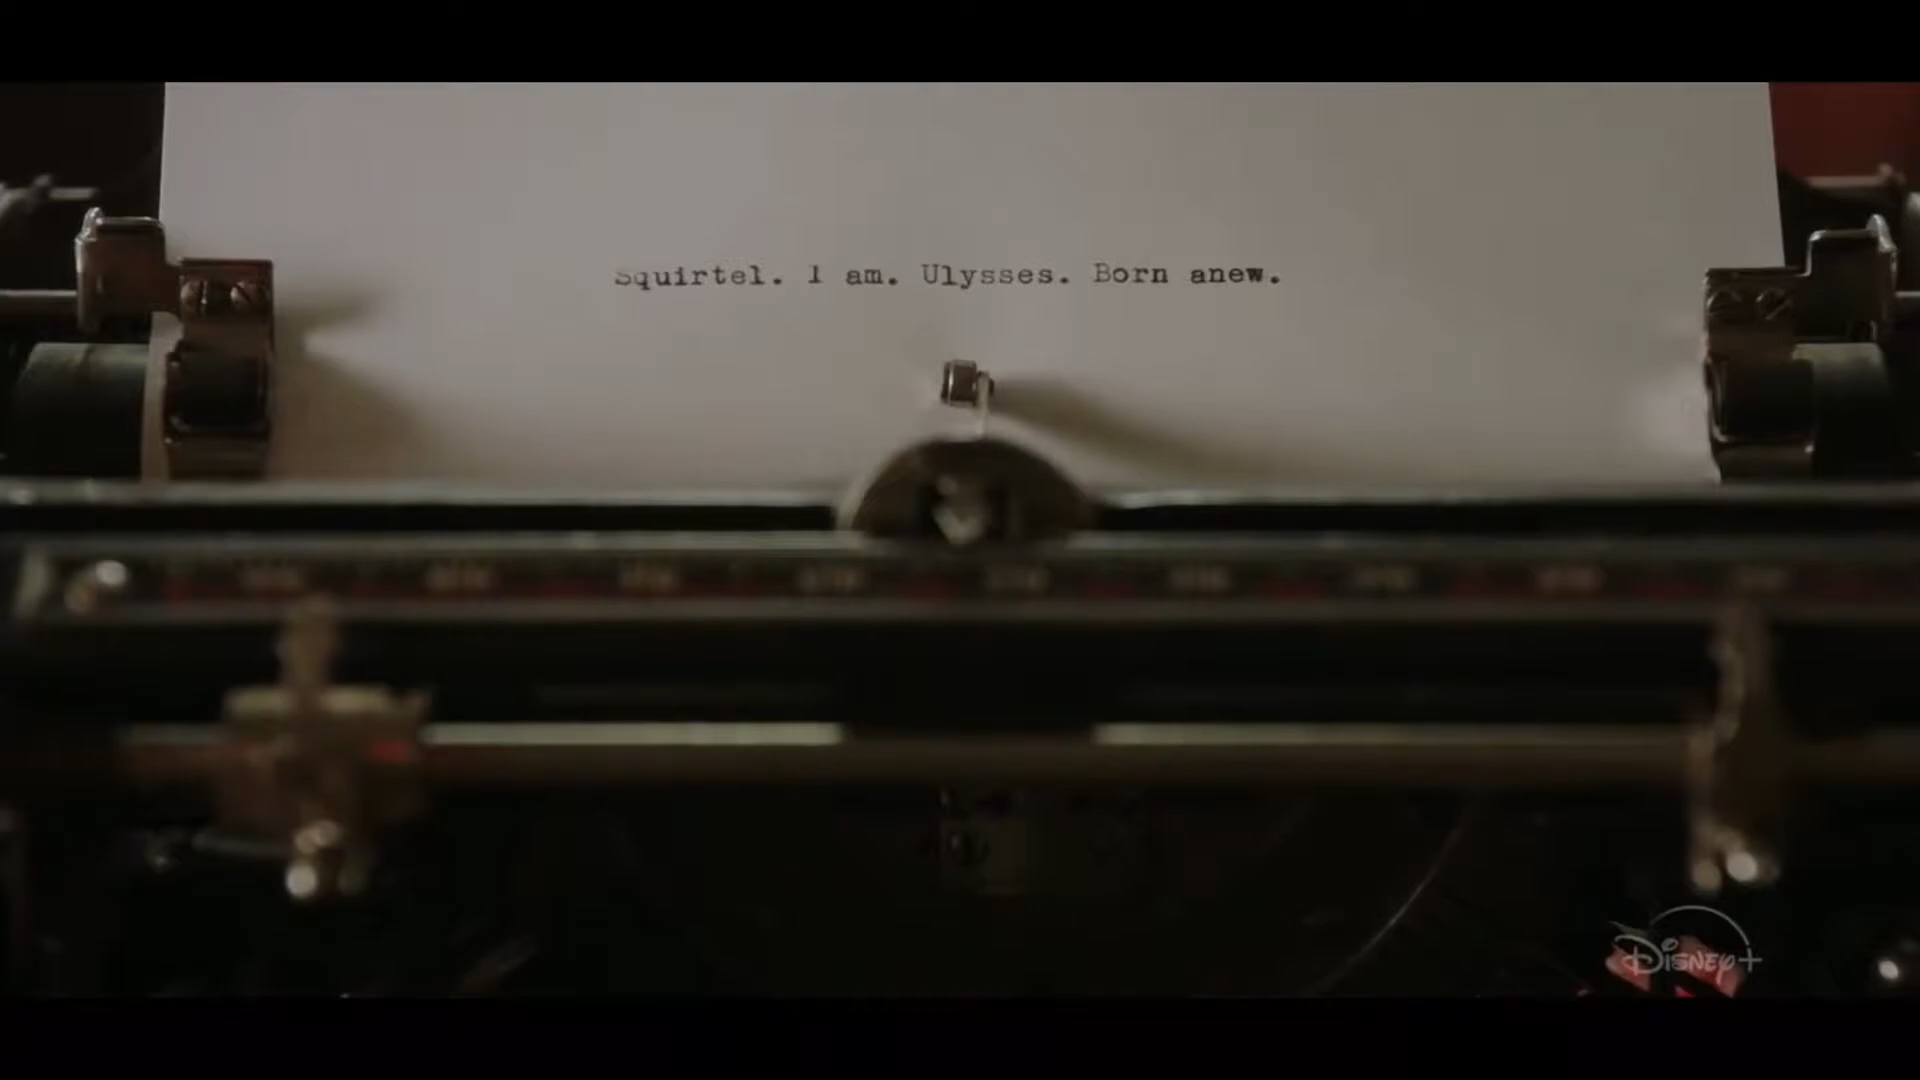 Squirtel. I am. Ulysses. Born anew.
Disney+